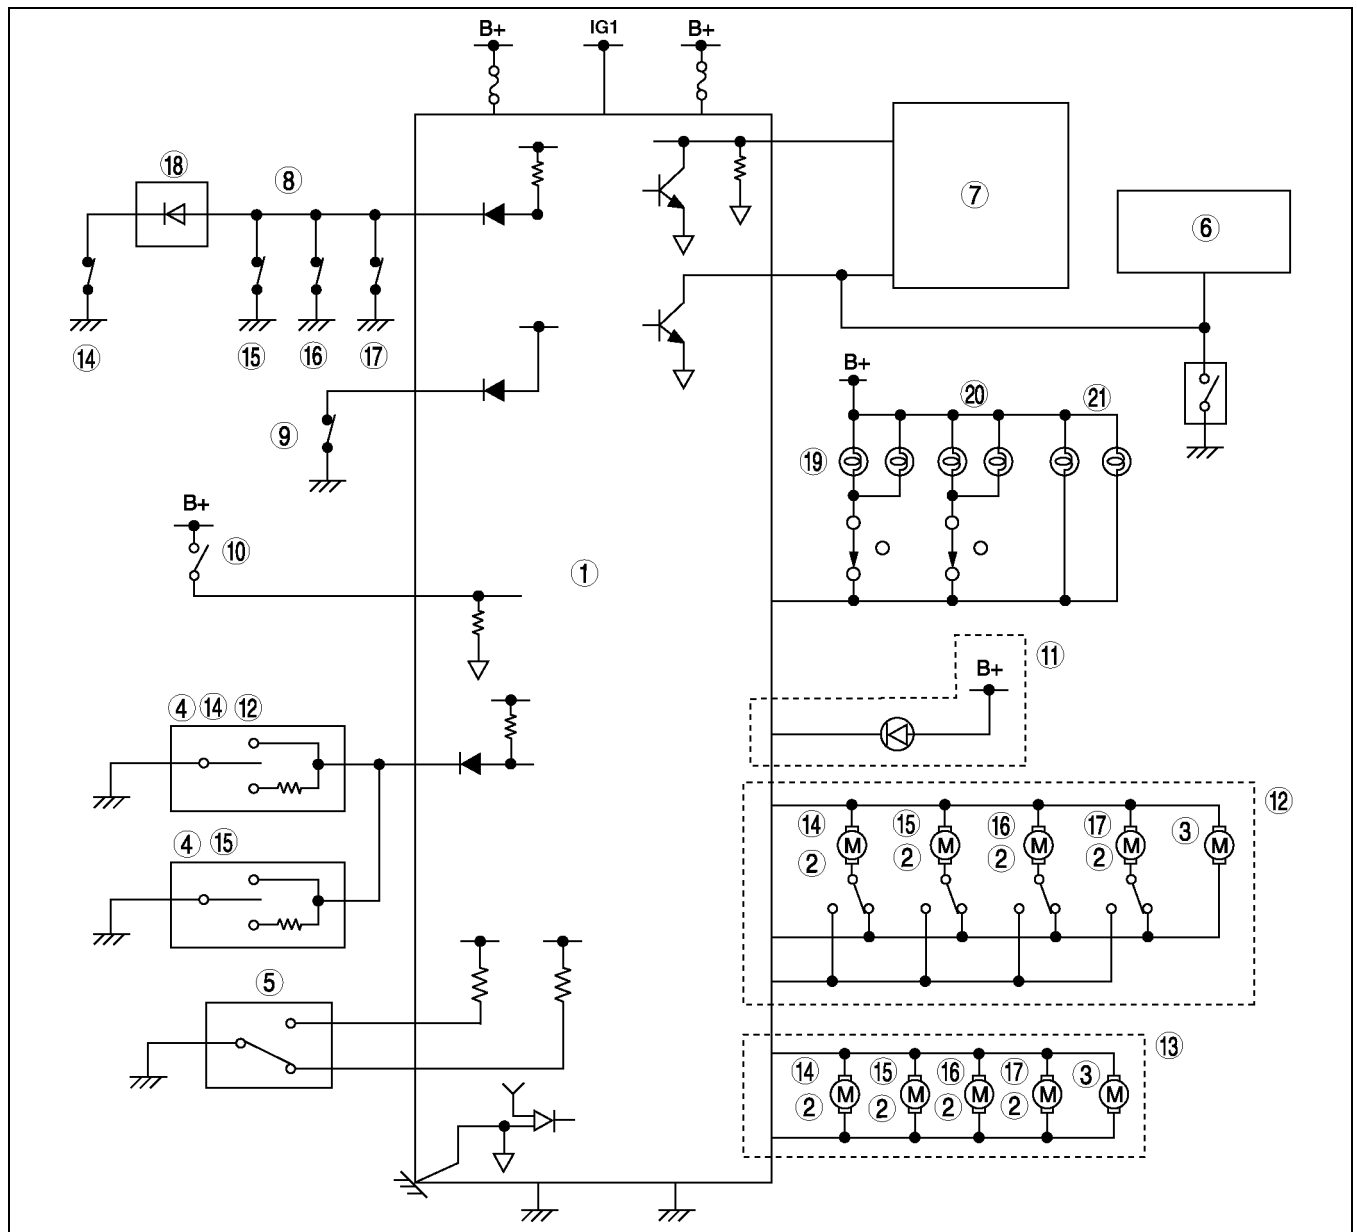 B+ IG1 B+
⑱ ⑧
⑦
⑥
⑭ ⑮ ⑯ ⑰
B+
⑳ ㉑
⑨ ⑲
B+
⑩
①
⑪
B+
④ ⑭ ⑫
⑫
⑭ ⑮ ⑯ ⑰ ③
M M M M M
② ② ② ②
④ ⑮
⑤
⑬
⑭ ⑮ ⑯ ⑰ ③
M M M M M
② ② ② ②